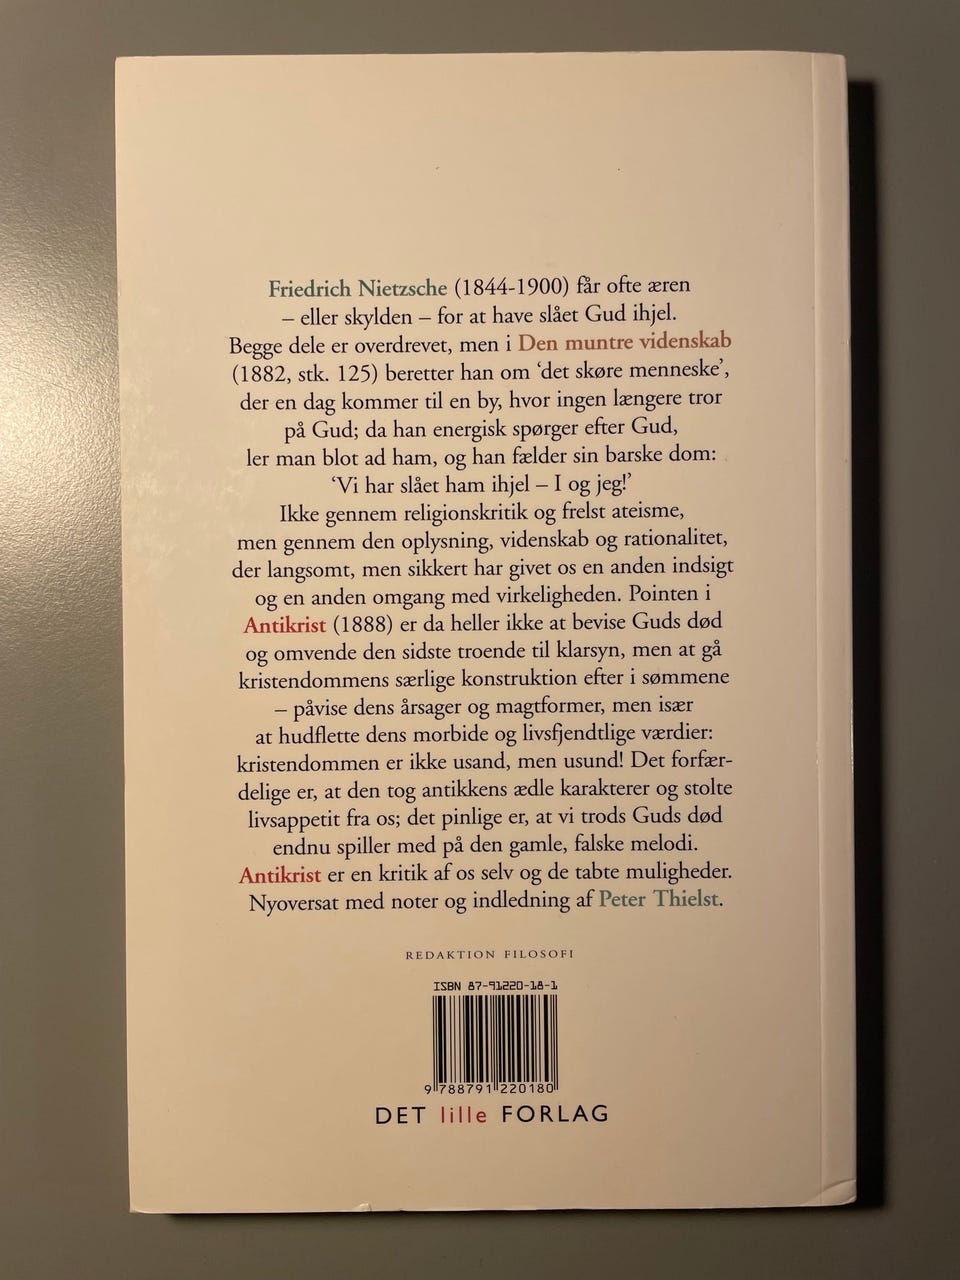 Friedrich Nietzsche (1844-1900) får ofte æren
– eller skylden – for at have slået Gud ihjel.
Begge dele er overdrevet, men i Den muntre videnskab
(1882, stk. 125) beretter han om ‘det skøre menneske’,
der en dag kommer til en by, hvor ingen længere tror
på Gud; da han energisk spørger efter Gud,
ler man blot ad ham, og han fælder sin barske dom:
‘Vi har slået ham ihjel – I og jeg!’
Ikke gennem religionskritik og frelst ateisme,
men gennem den oplysning, videnskab og rationalitet,
der langsomt, men sikkert har givet os en anden indsigt
og en anden omgang med virkeligheden. Pointen i
Antikrist (1888) er da heller ikke at bevise Guds død
og omvende den sidste troende til klarsyn, men at gå
kristendommens særlige konstruktion efter i sømmene
– påvise dens årsager og magtformer, men især
at hudflette dens morbide og livsfjendtlige værdier:
kristendommen er ikke usand, men usund! Det forfær-
delige er, at den tog antikkens ædle karakterer og stolte
livsappetit fra os; det pinlige er, at vi trods Guds død
endnu spiller med på den gamle, falske melodi.
Antikrist er en kritik af os selv og de tabte muligheder.
Nyoversat med noter og indledning af Peter Thielst.
REDAKTION FILOSOFI
ISBN 87-91220-18-1
9 788791 220180
DET lille FORLAG